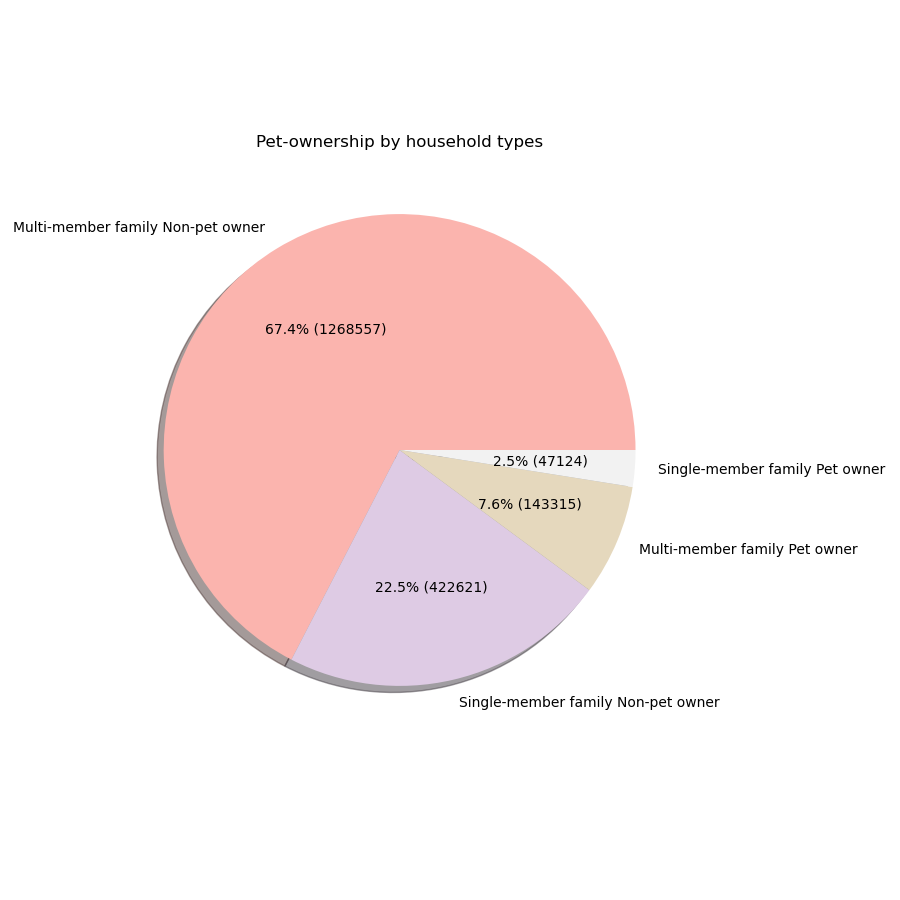 Pet-ownership by household types
Multi-member family Non-pet owner
67.4% (1268557)
2.5% (47124)
Single-member family Pet owner
7.6% (143315)
Multi-member family Pet owner
22.5% (422621)
Single-member family Non-pet owner